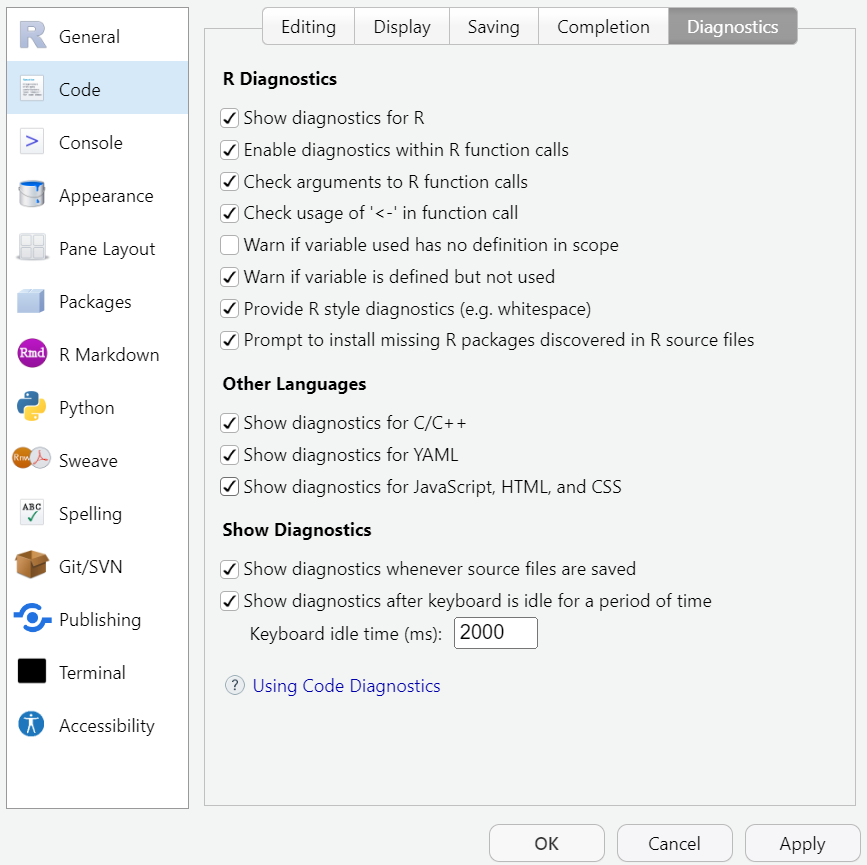 R General
Code
> Console
Appearance
Pane Layout
Packages
Rmd R Markdown
Python
Rnw Sweave
ABC Spelling
Git/SVN
Publishing
Terminal
Accessibility
Editing Display Saving Completion Diagnostics
R Diagnostics
Show diagnostics for R
Enable diagnostics within R function calls
Check arguments to R function calls
Check usage of '<-' in function call
Warn if variable used has no definition in scope
Warn if variable is defined but not used
Provide R style diagnostics (e.g. whitespace)
Prompt to install missing R packages discovered in R source files
Other Languages
Show diagnostics for C/C++
Show diagnostics for YAML
Show diagnostics for JavaScript, HTML, and CSS
Show Diagnostics
Show diagnostics whenever source files are saved
Show diagnostics after keyboard is idle for a period of time
Keyboard idle time (ms): 2000
? Using Code Diagnostics
OK Cancel Apply